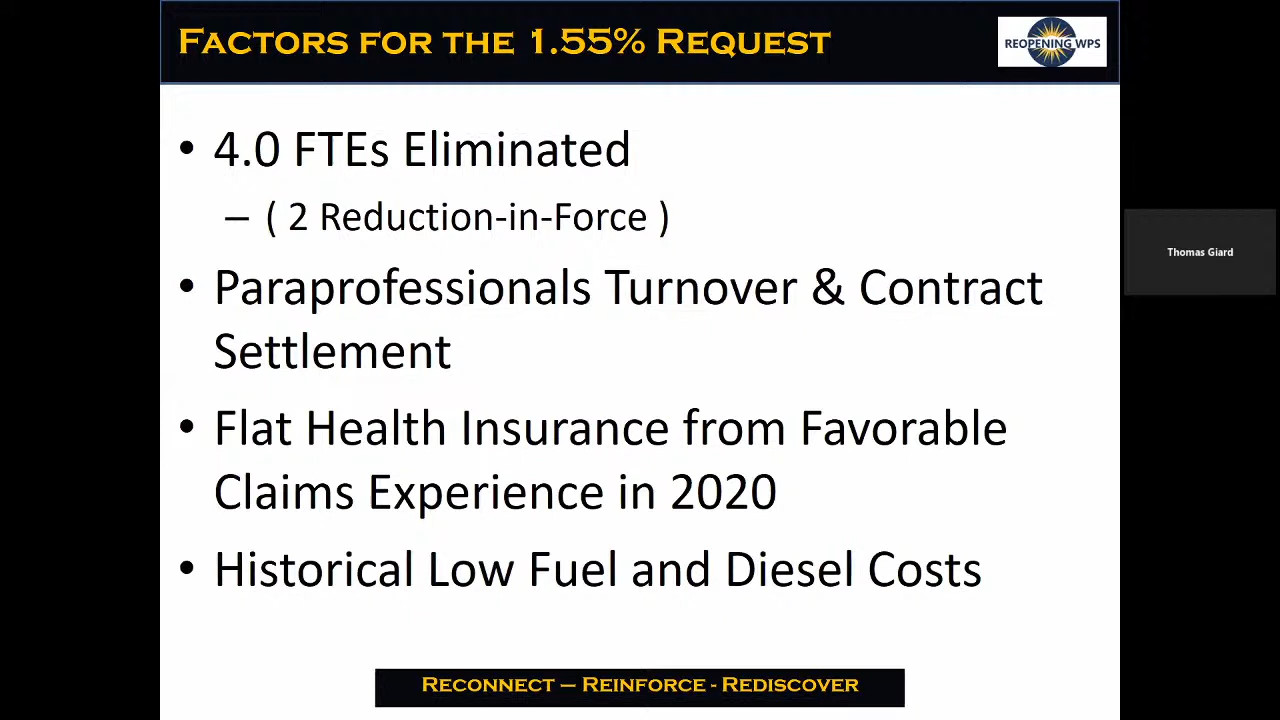 FACTORS FOR THE 1.55% REQUEST
REOPENING WPS
• 4.0 FTEs Eliminated
– ( 2 Reduction-in-Force )
• Paraprofessionals Turnover & Contract
Settlement
• Flat Health Insurance from Favorable
Claims Experience in 2020
• Historical Low Fuel and Diesel Costs
Thomas Giard
RECONNECT – REINFORCE - REDISCOVER